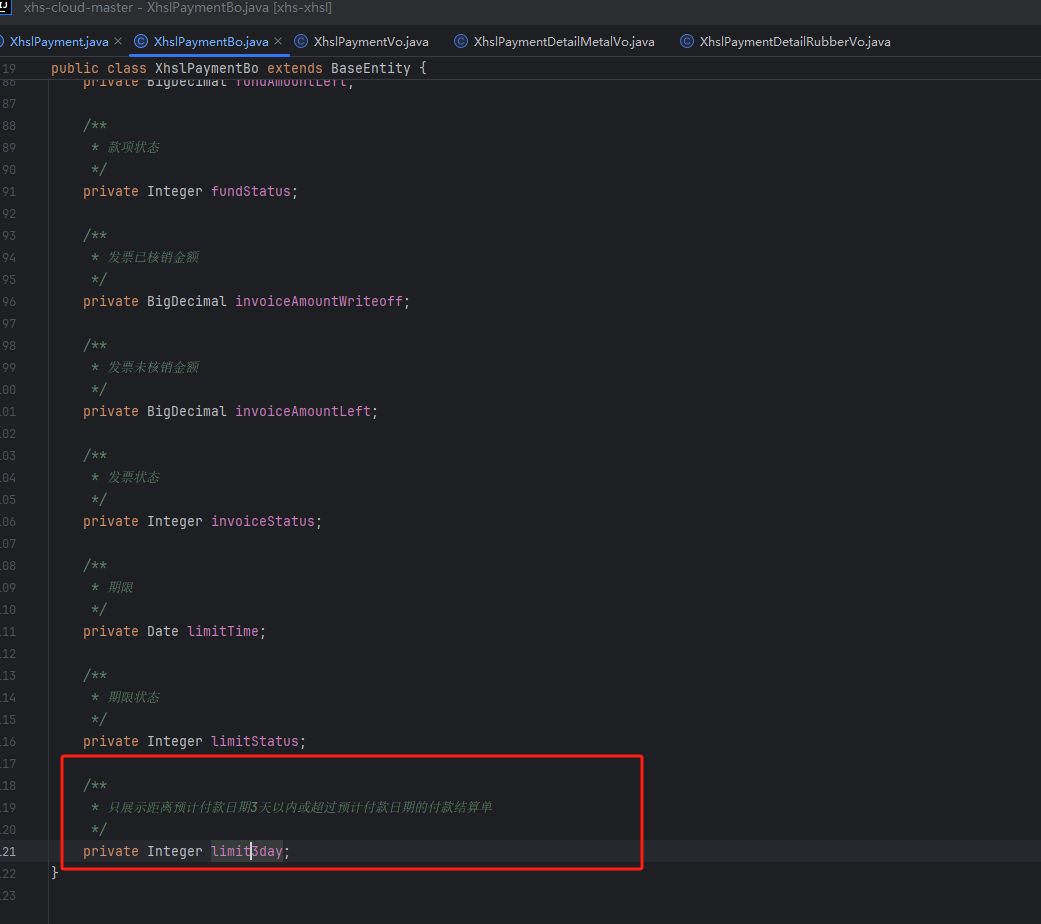 xhs-cloud-master - XhslPaymentBo.java [xhs-xhsl]
XhslPayment.java × XhslPaymentBo.java × XhslPaymentVo.java XhslPaymentDetailMetalVo.java XhslPaymentDetailRubberVo.java
19 public class XhslPaymentBo extends BaseEntity {
86 private BigDecimal fundAmountLeft;
87
88 /**
89 * 款项状态
90 */
91 private Integer fundStatus;
92
93 /**
94 * 发票已核销金额
95 */
96 private BigDecimal invoiceAmountWriteoff;
97
98 /**
99 * 发票未核销金额
100 */
101 private BigDecimal invoiceAmountLeft;
102
103 /**
104 * 发票状态
105 */
106 private Integer invoiceStatus;
107
108 /**
109 * 期限
110 */
111 private Date limitTime;
112
113 /**
114 * 期限状态
115 */
116 private Integer limitStatus;
117
118 /**
119 * 只展示距离预计付款日期3天以内或超过预计付款日期的付款结算单
120 */
121 private Integer limit3day;
122 }
123